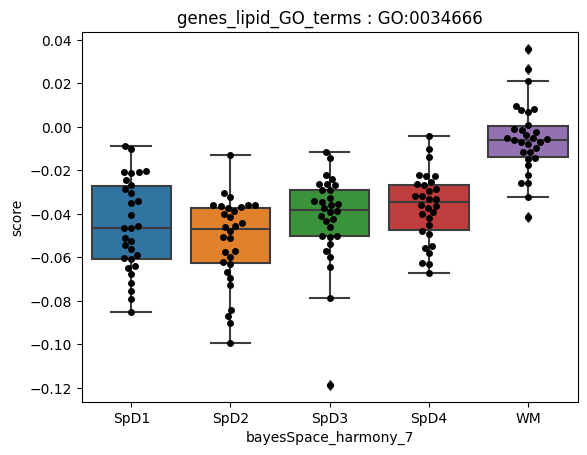 genes_lipid_GO_terms : GO:0034666
0.04
0.02
0.00
−0.02
−0.04
−0.06
−0.08
−0.10
−0.12
score
SpD1 SpD2 SpD3 SpD4 WM
bayesSpace_harmony_7